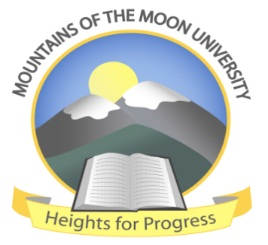 MOUNTAINS OF THE MOON UNIVERSITY
Heights for Progress